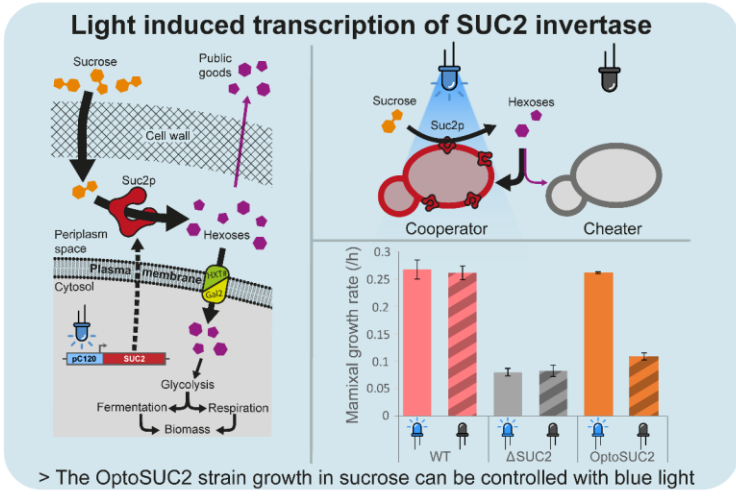 Light induced transcription of SUC2 invertase
Sucrose
Public
goods
Cell wall
Suc2p
Periplasm
space
Hexoses
Plasma membrane
HXT#
Gal2
Cytosol
pC120
SUC2
Glycolysis
Fermentation
Respiration
Biomass
Sucrose
Suc2p
Hexoses
Cooperator
Cheater
Mamixal growth rate (/h)
0.3
0.25
0.2
0.15
0.1
0.05
0
WT
ΔSUC2
OptoSUC2
> The OptoSUC2 strain growth in sucrose can be controlled with blue light